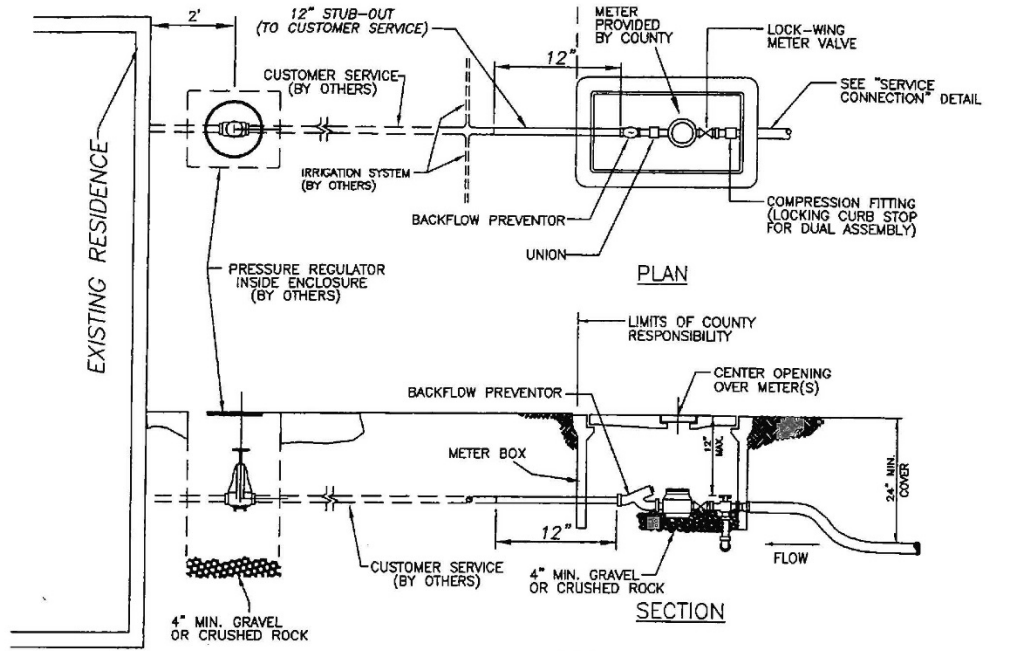 2'
12" STUB-OUT
(TO CUSTOMER SERVICE)
METER
PROVIDED
BY COUNTY
LOCK-WING
METER VALVE
12"
CUSTOMER SERVICE
(BY OTHERS)
SEE "SERVICE
CONNECTION" DETAIL
IRRIGATION SYSTEM
(BY OTHERS)
BACKFLOW PREVENTOR
COMPRESSION FITTING
(LOCKING CURB STOP
FOR DUAL ASSEMBLY)
UNION
PLAN
EXISTING RESIDENCE
PRESSURE REGULATOR
INSIDE ENCLOSURE
(BY OTHERS)
LIMITS OF COUNTY
RESPONSIBILITY
CENTER OPENING
OVER METER(S)
BACKFLOW PREVENTOR
METER BOX
12"
MAX.
24" MIN.
COVER
12"
FLOW
CUSTOMER SERVICE
(BY OTHERS)
4" MIN. GRAVEL
OR CRUSHED ROCK
SECTION
4" MIN. GRAVEL
OR CRUSHED ROCK